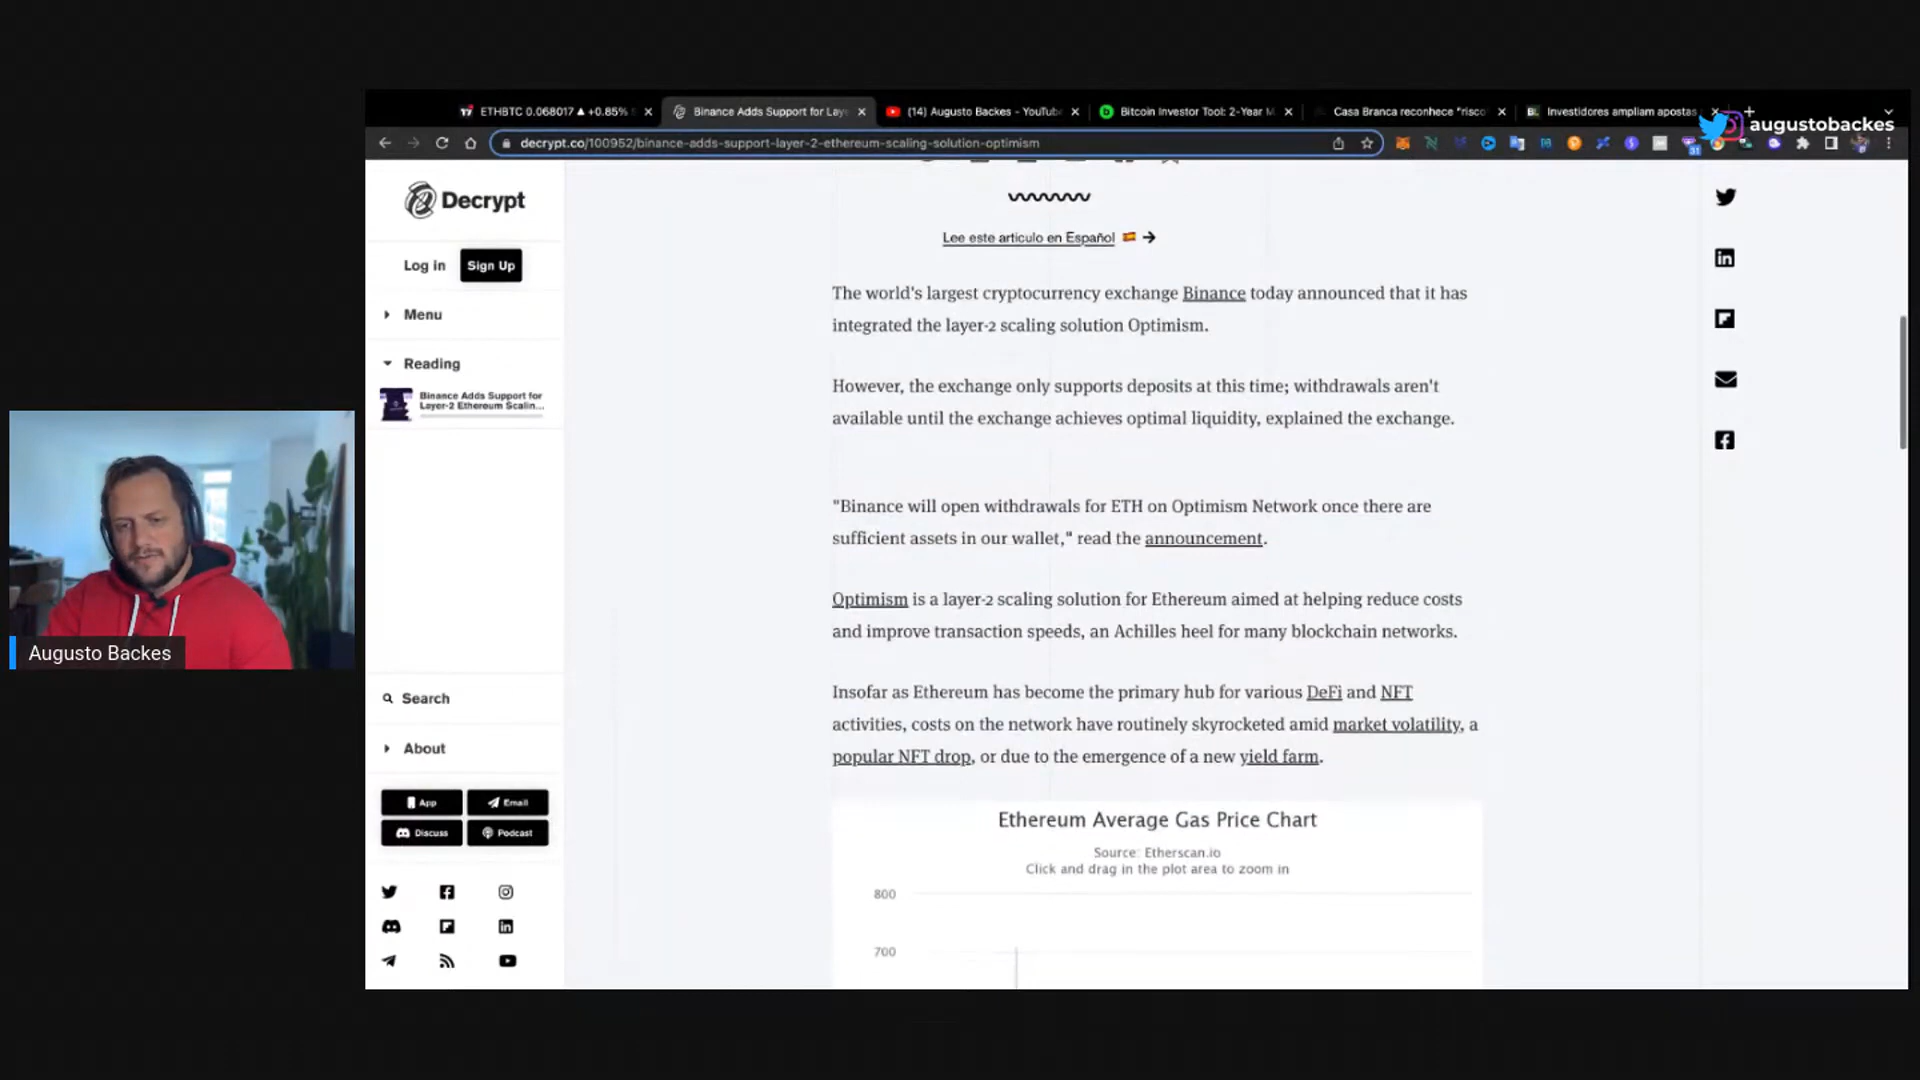 ETHBTC 0.068017 ▲ +0.85%
Binance Adds Support for Lay
(14) Augusto Backes - YouTube
Bitcoin Investor Tool: 2-Year M
Casa Branca reconhece "risco
Investidores ampliam apostas
augustobackes
decrypt.co/100952/binance-adds-support-layer-2-ethereum-scaling-solution-optimism
Decrypt
Log in
Sign Up
Menu
Reading
Binance Adds Support for
Layer-2 Ethereum Scalin...
Search
About
App
Email
Discuss
Podcast
Lee este articulo en Español
The world's largest cryptocurrency exchange Binance today announced that it has
integrated the layer-2 scaling solution Optimism.
However, the exchange only supports deposits at this time; withdrawals aren't
available until the exchange achieves optimal liquidity, explained the exchange.
"Binance will open withdrawals for ETH on Optimism Network once there are
sufficient assets in our wallet," read the announcement.
Optimism is a layer-2 scaling solution for Ethereum aimed at helping reduce costs
and improve transaction speeds, an Achilles heel for many blockchain networks.
Insofar as Ethereum has become the primary hub for various DeFi and NFT
activities, costs on the network have routinely skyrocketed amid market volatility, a
popular NFT drop, or due to the emergence of a new yield farm.
Ethereum Average Gas Price Chart
Source: Etherscan.io
Click and drag in the plot area to zoom in
800
700
Augusto Backes